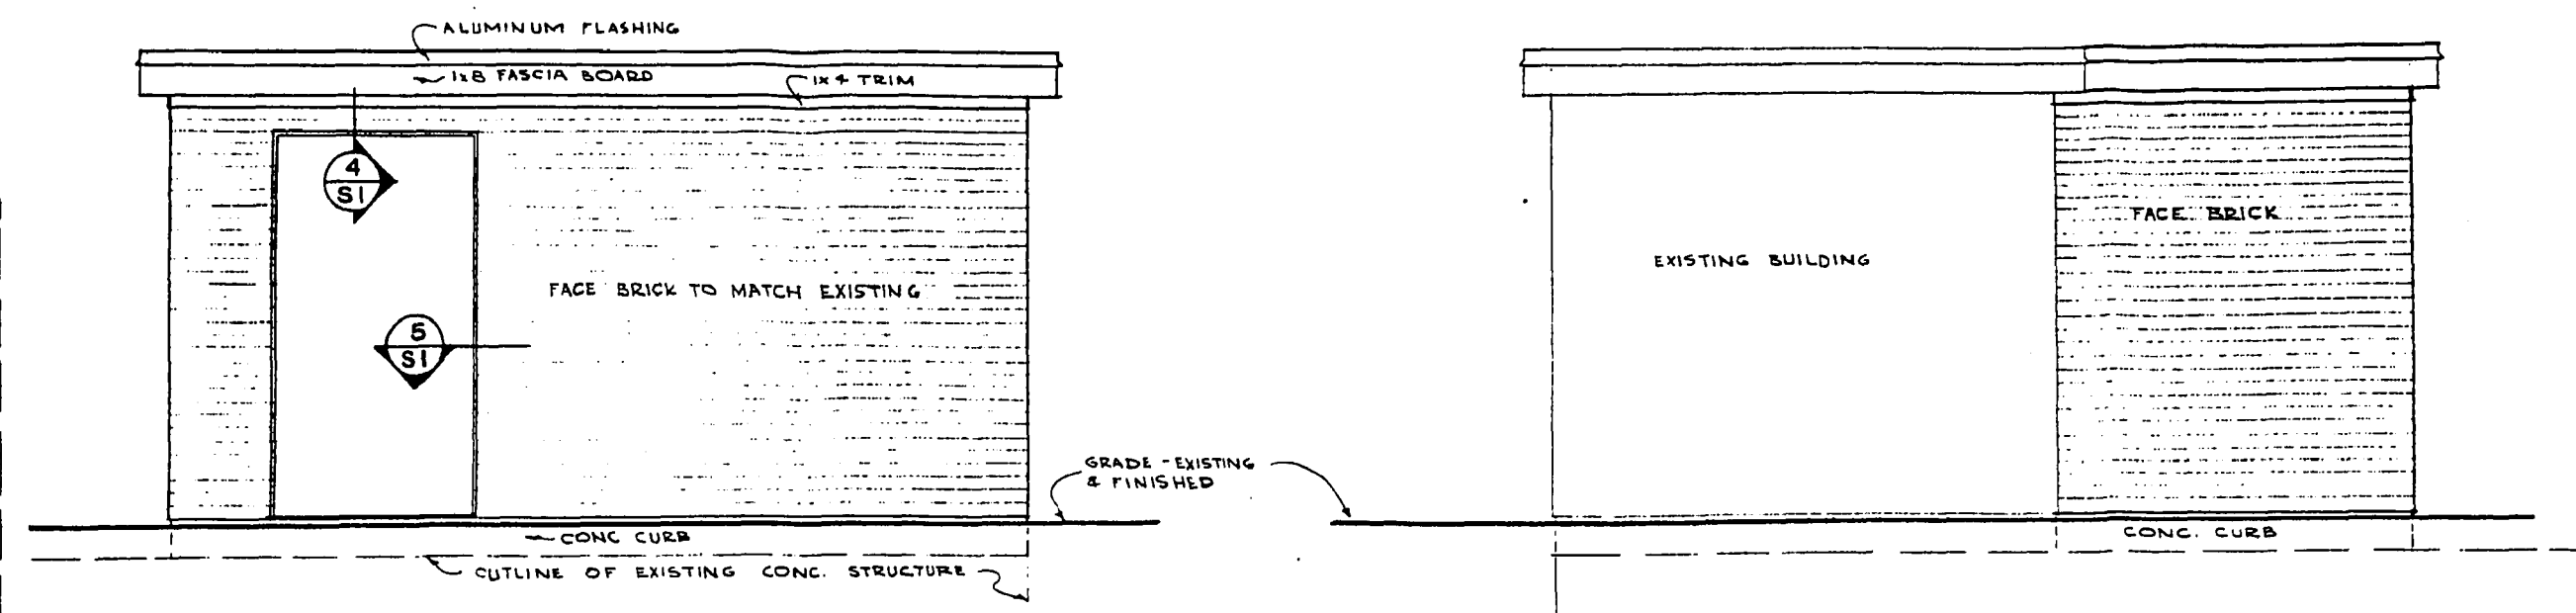 ALUMINUM FLASHING
1x8 FASCIA BOARD
1x4 TRIM
4
S1
FACE BRICK TO MATCH EXISTING
5
S1
GRADE - EXISTING
& FINISHED
CONC CURB
OUTLINE OF EXISTING CONC. STRUCTURE
FACE BRICK
EXISTING BUILDING
CONC. CURB